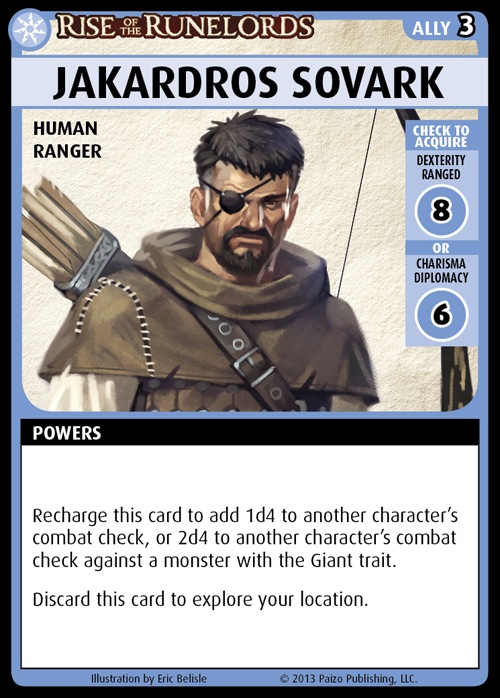 RISE OF THE RUNELORDS
ALLY 3
JAKARDROS SOVARK
HUMAN
RANGER
CHECK TO
ACQUIRE
DEXTERITY
RANGED
8
OR
CHARISMA
DIPLOMACY
6
POWERS
Recharge this card to add 1d4 to another character's
combat check, or 2d4 to another character's combat
check against a monster with the Giant trait.
Discard this card to explore your location.
Illustration by Eric Belisle © 2013 Paizo Publishing, LLC.